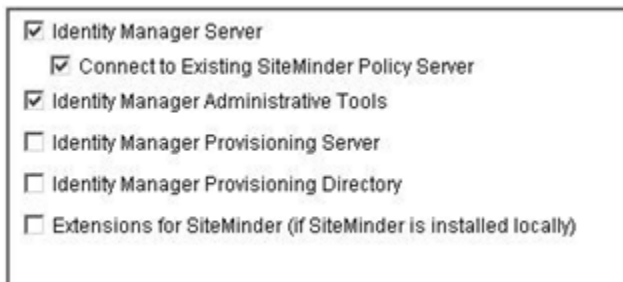 Identity Manager Server
Connect to Existing SiteMinder Policy Server
Identity Manager Administrative Tools
Identity Manager Provisioning Server
Identity Manager Provisioning Directory
Extensions for SiteMinder (if SiteMinder is installed locally)